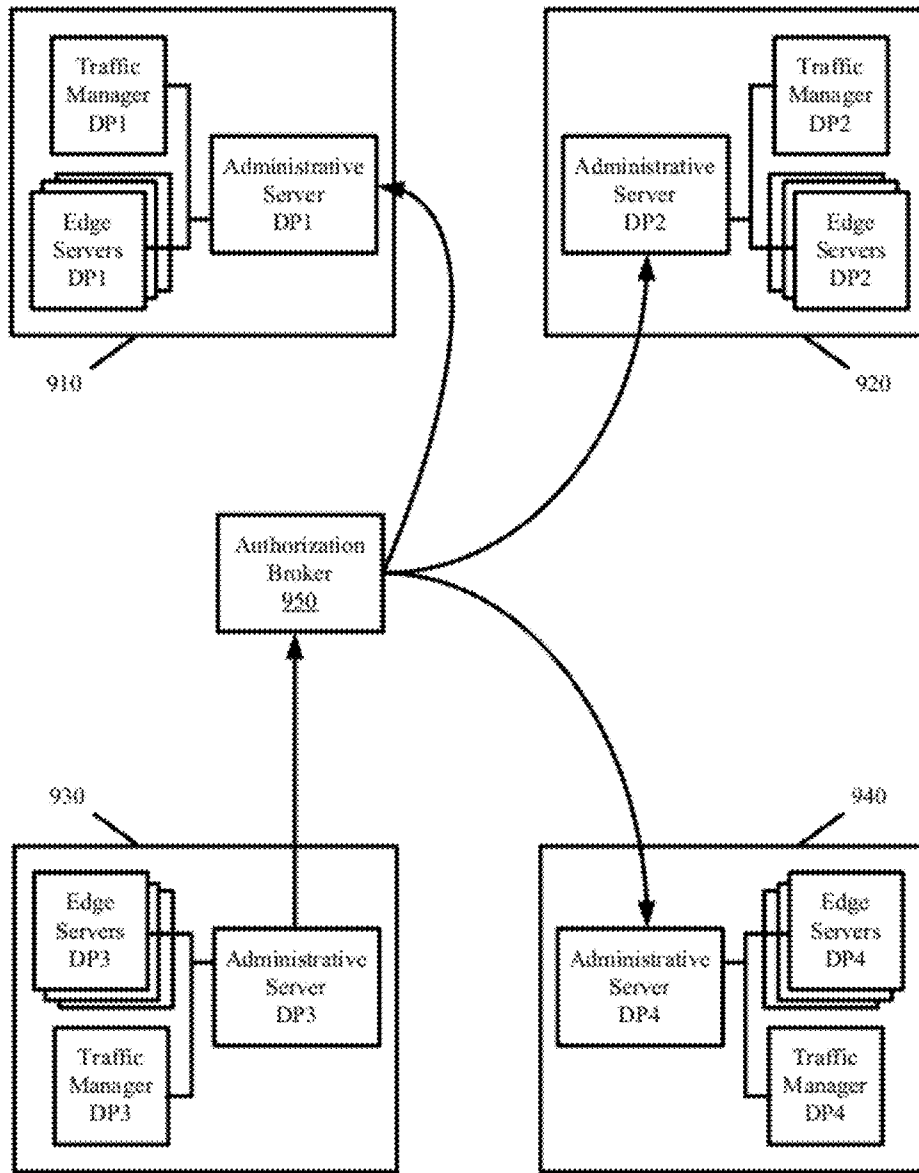 Traffic
Manager
DP1
Administrative
Server
DP1
Edge
Servers
DP1
910
Traffic
Manager
DP2
Administrative
Server
DP2
Edge
Servers
DP2
920
Authorization
Broker
950
930
Edge
Servers
DP3
Administrative
Server
DP3
Traffic
Manager
DP3
940
Edge
Servers
DP4
Administrative
Server
DP4
Traffic
Manager
DP4